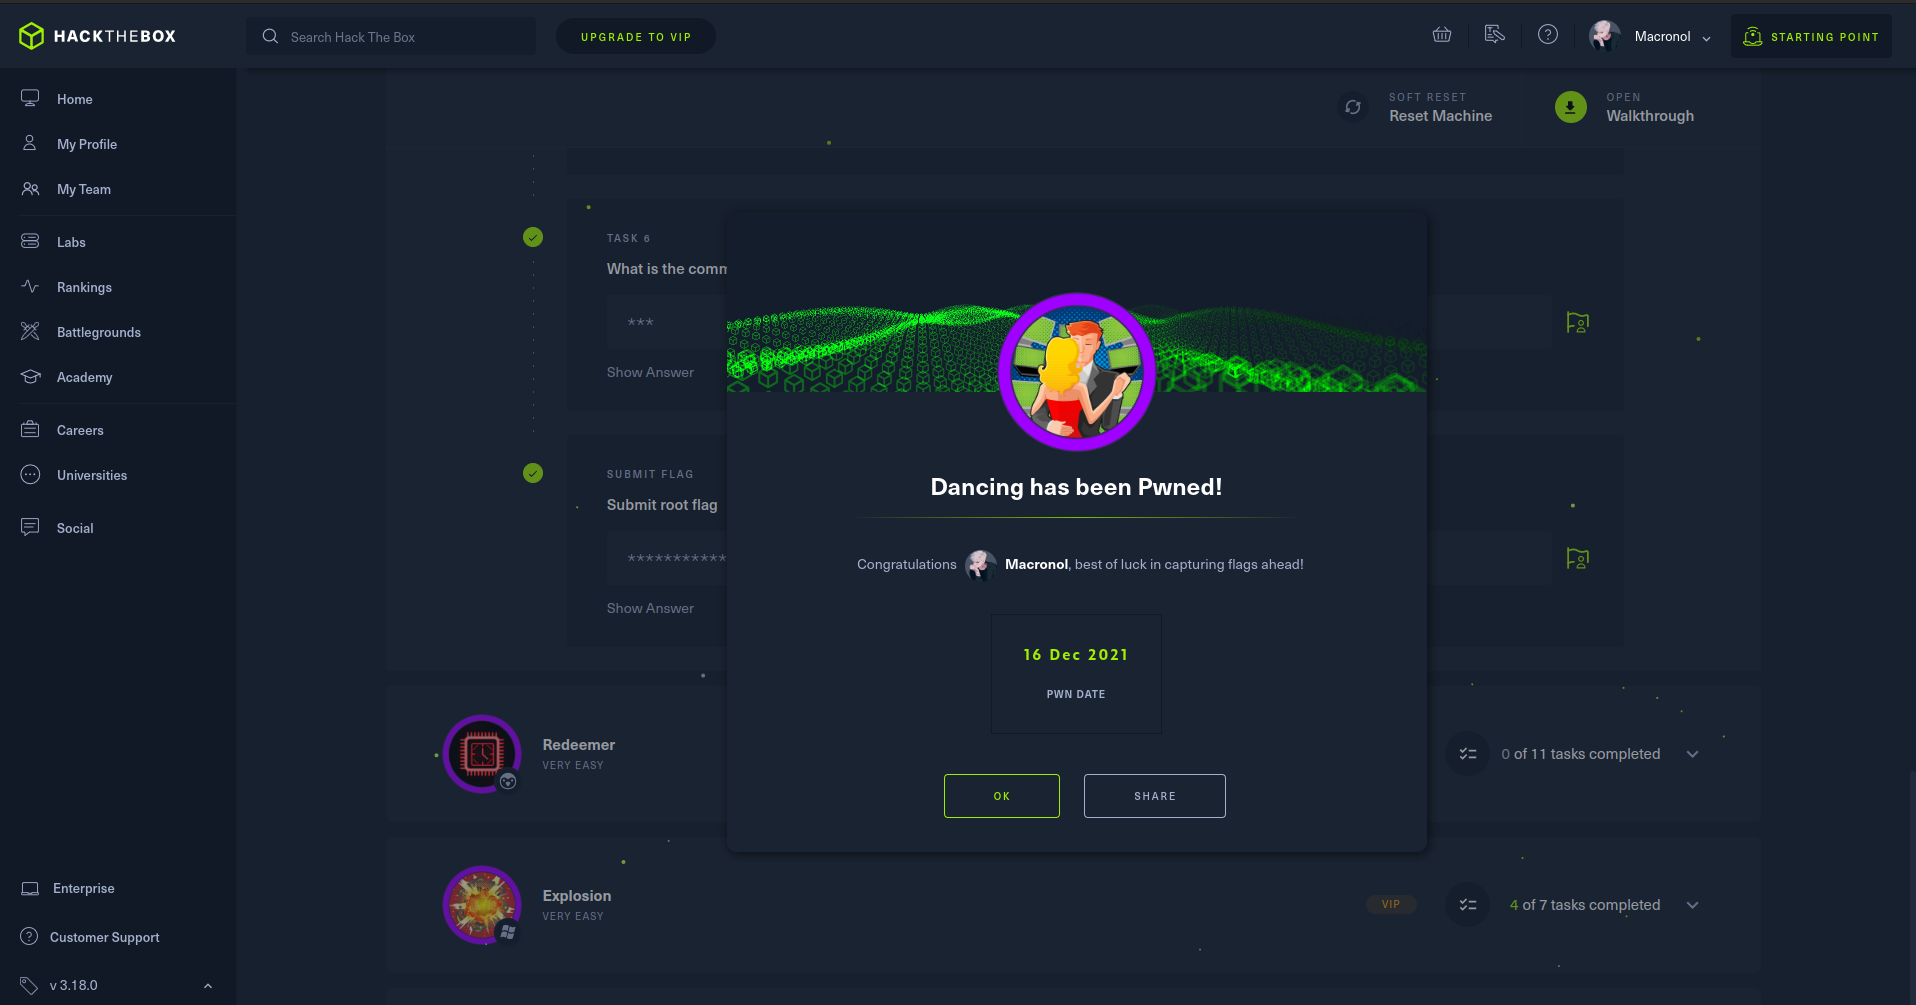 HACKTHEBOX
Search Hack The Box
UPGRADE TO VIP
Macronol
STARTING POINT
Home
My Profile
My Team
Labs
Rankings
Battlegrounds
Academy
Careers
Universities
Social
Enterprise
Customer Support
v 3.18.0
SOFT RESET
Reset Machine
OPEN
Walkthrough
TASK 6
What is the comm
***
Show Answer
SUBMIT FLAG
Submit root flag
************
Show Answer
Dancing has been Pwned!
Congratulations Macronol, best of luck in capturing flags ahead!
16 Dec 2021
PWN DATE
OK
SHARE
Redeemer
VERY EASY
0 of 11 tasks completed
Explosion
VERY EASY
VIP
4 of 7 tasks completed